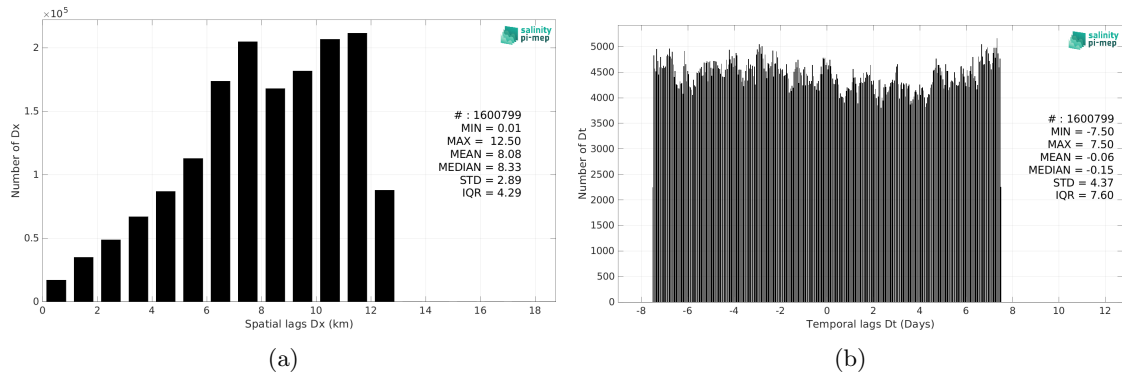 ×10⁵
2
1.5
1
0.5
0
Number of Dx
0 2 4 6 8 10 12 14 16 18
Spatial lags Dx (km)
salinity
pi-mep
# : 1600799
MIN = 0.01
MAX = 12.50
MEAN = 8.08
MEDIAN = 8.33
STD = 2.89
IQR = 4.29
(a)
5000
4500
4000
3500
3000
2500
2000
1500
1000
500
0
Number of Dt
-8 -6 -4 -2 0 2 4 6 8 10 12
Temporal lags Dt (Days)
salinity
pi-mep
# : 1600799
MIN = -7.50
MAX = 7.50
MEAN = -0.06
MEDIAN = -0.15
STD = 4.37
IQR = 7.60
(b)